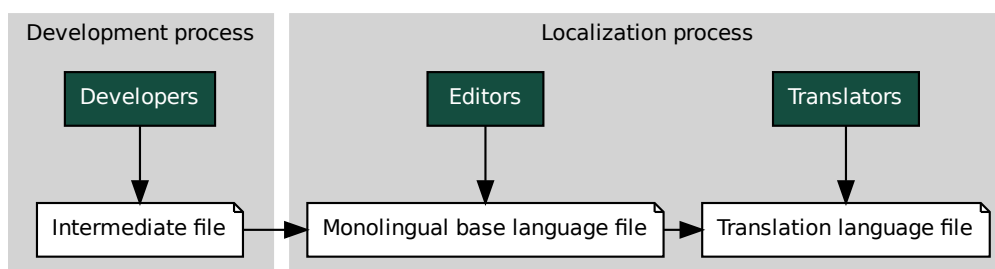 Development process
Localization process
Developers
Editors
Translators
Intermediate file
Monolingual base language file
Translation language file